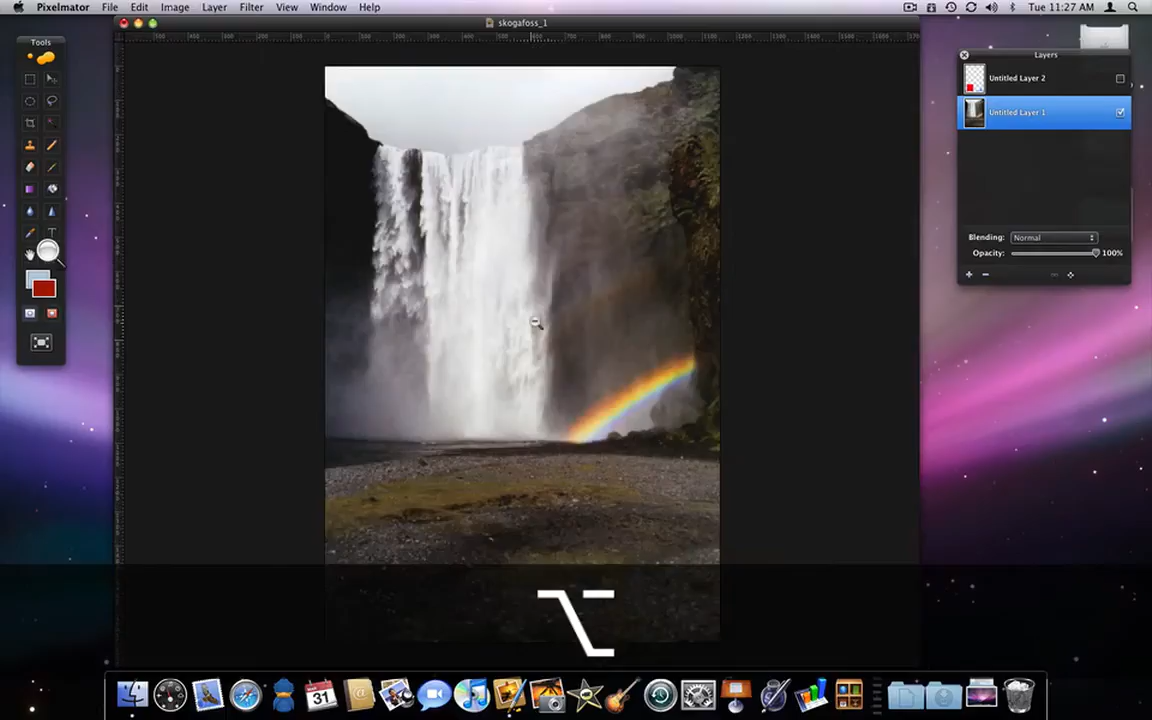 Pixelmator File Edit Image Layer Filter View Window Help
Tue 11:27 AM
skogafoss_1
Tools
T
Layers
Untitled Layer 2
Untitled Layer 1
Blending: Normal
Opacity: 100%
⌥
31